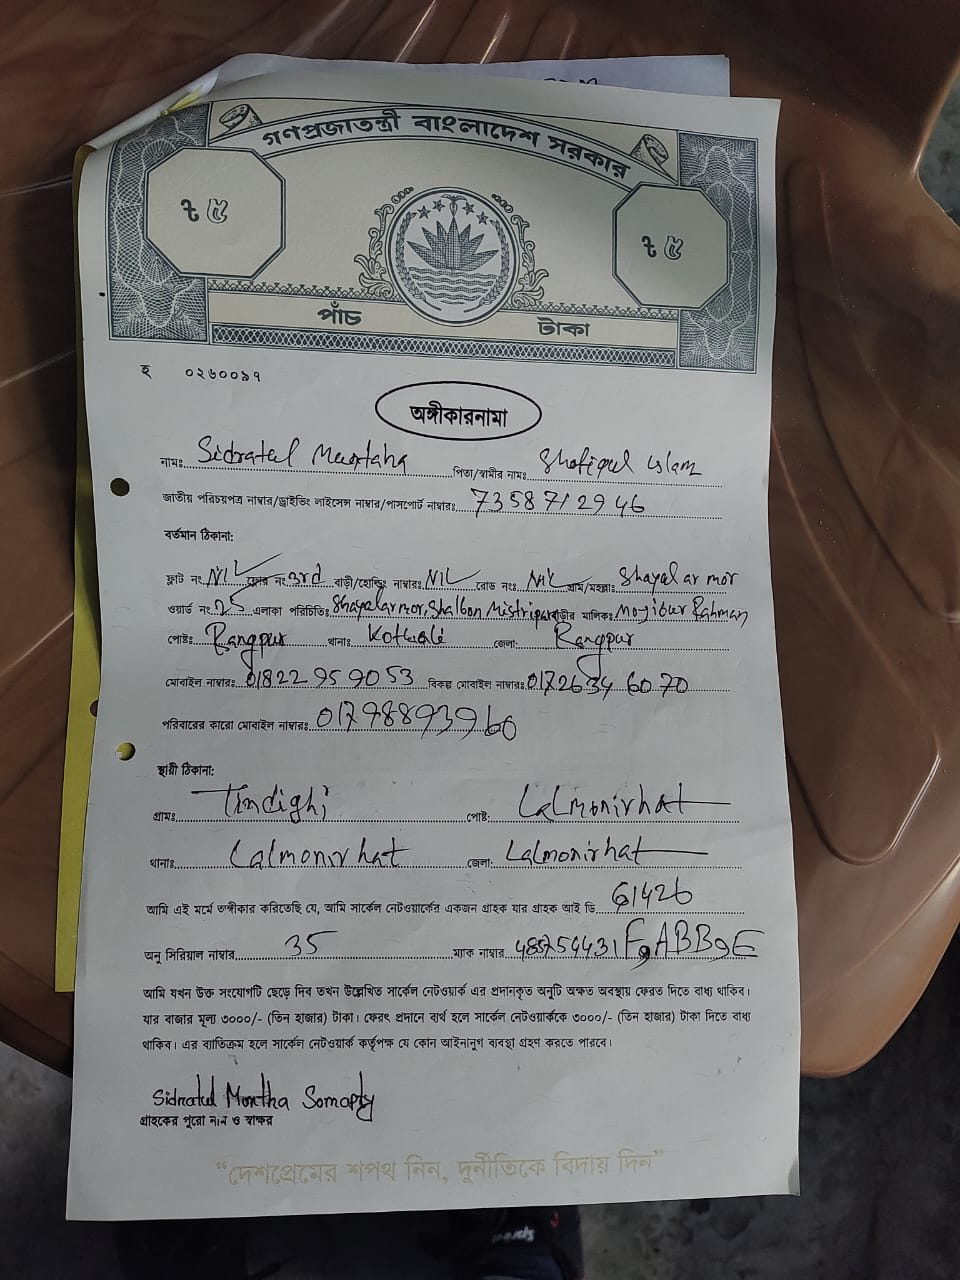 গণপ্রজাতন্ত্রী বাংলাদেশ সরকার
৳ ৫ ৳ ৫
পাঁচ টাকা
হ ০২৬০০৯৭
অঙ্গীকারনামা
নামঃ Sidratul Muntaha পিতা/স্বামীর নামঃ Shofiqul Islam
জাতীয় পরিচয়পত্র নাম্বার/ড্রাইভিং লাইসেন্স নাম্বার/পাসপোর্ট নাম্বারঃ 7358712946
বর্তমান ঠিকানা:
ফ্লাট নং NIL ফ্লোর নং 3rd বাড়ী/হোল্ডিং নাম্বারঃ NIL রোড নংঃ NIL গ্রাম/মহল্লাঃ Shayalar mor
ওয়ার্ড নং 25 এলাকা পরিচিতিঃ Shayalarmor, Shalbon Mistripara বাড়ীর মালিকঃ Mojibur Rahman
পোষ্টঃ Rangpur থানাঃ Kotwali জেলা: Rangpur
মোবাইল নাম্বারঃ 01822959053 বিকল্প মোবাইল নাম্বারঃ 01726346070
পরিবারের কারো মোবাইল নাম্বারঃ 01798893960
স্থায়ী ঠিকানা:
গ্রামঃ Tindighi পোষ্ট: Lalmonirhat
থানাঃ Lalmonirhat জেলা: Lalmonirhat
আমি এই মর্মে অঙ্গীকার করিতেছি যে, আমি সার্কেল নেটওয়ার্কের একজন গ্রাহক যার গ্রাহক আই ডি 61426
অনু সিরিয়াল নাম্বার 35 ম্যাক নাম্বার
আমি যখন উক্ত সংযোগটি ছেড়ে দিব তখন উল্লেখিত সার্কেল নেটওয়ার্ক এর প্রদানকৃত অনুটি অক্ষত অবস্থায় ফেরত দিতে বাধ্য থাকিব।
যার বাজার মূল্য ৩০০০/- (তিন হাজার) টাকা। ফেরৎ প্রদানে ব্যর্থ হলে সার্কেল নেটওয়ার্ককে ৩০০০/- (তিন হাজার) টাকা দিতে বাধ্য
থাকিব। এর ব্যতিক্রম হলে সার্কেল নেটওয়ার্ক কর্তৃপক্ষ যে কোন আইনানুগ ব্যবস্থা গ্রহণ করতে পারবে।
Sidratul Montha Somapty
গ্রাহকের পুরো নাম ও স্বাক্ষর
“দেশপ্রেমের শপথ নিন, দুর্নীতিকে বিদায় দিন”